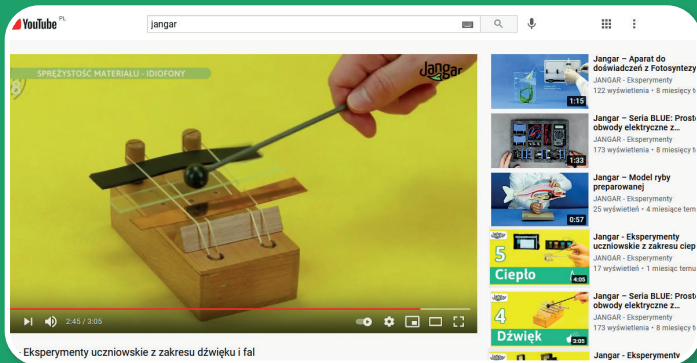 YouTube PL
jangar
SPRĘŻYSTOŚĆ MATERIAŁU - IDIOFONY
Jangar
2:45 / 3:05
- Eksperymenty uczniowskie z zakresu dźwięku i fal
1:15
Jangar – Aparat do
doświadczeń z Fotosyntezy
JANGAR - Eksperymenty
122 wyświetlenia • 8 miesięcy t
1:33
Jangar – Seria BLUE: Prost
obwody elektryczne z...
JANGAR - Eksperymenty
173 wyświetlenia • 8 miesięcy t
0:57
Jangar – Model ryby
preparowanej
JANGAR - Eksperymenty
25 wyświetleń • 4 miesiące tem
5
Ciepło
4:05
Jangar - Eksperymenty
uczniowskie z zakresu ciep
JANGAR - Eksperymenty
17 wyświetleń • 1 miesiąc temu
4
Dźwięk
3:05
Jangar – Seria BLUE: Prost
obwody elektryczne z...
JANGAR - Eksperymenty
173 wyświetlenia • 8 miesięcy t
Jangar - Eksperymenty